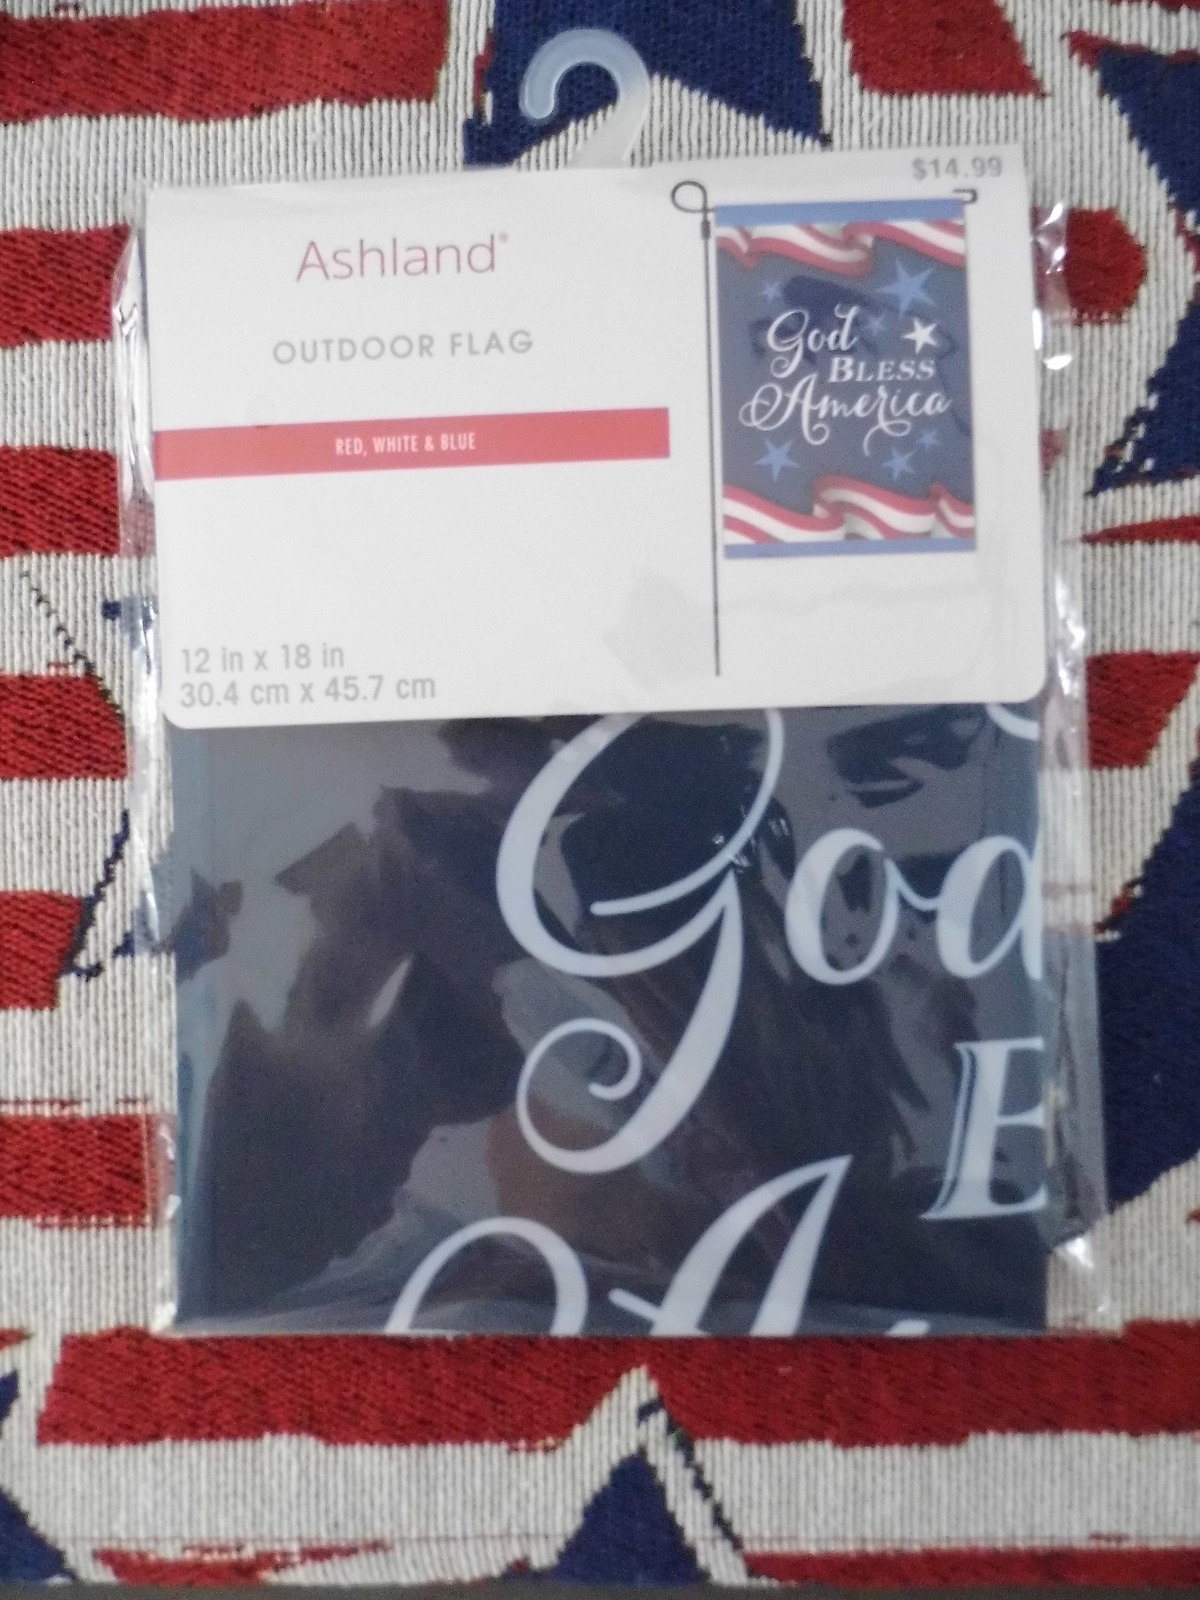 $14.99
Ashland®
OUTDOOR FLAG
RED, WHITE & BLUE
God
BLESS
America
12 in x 18 in
30.4 cm x 45.7 cm
God
B
A